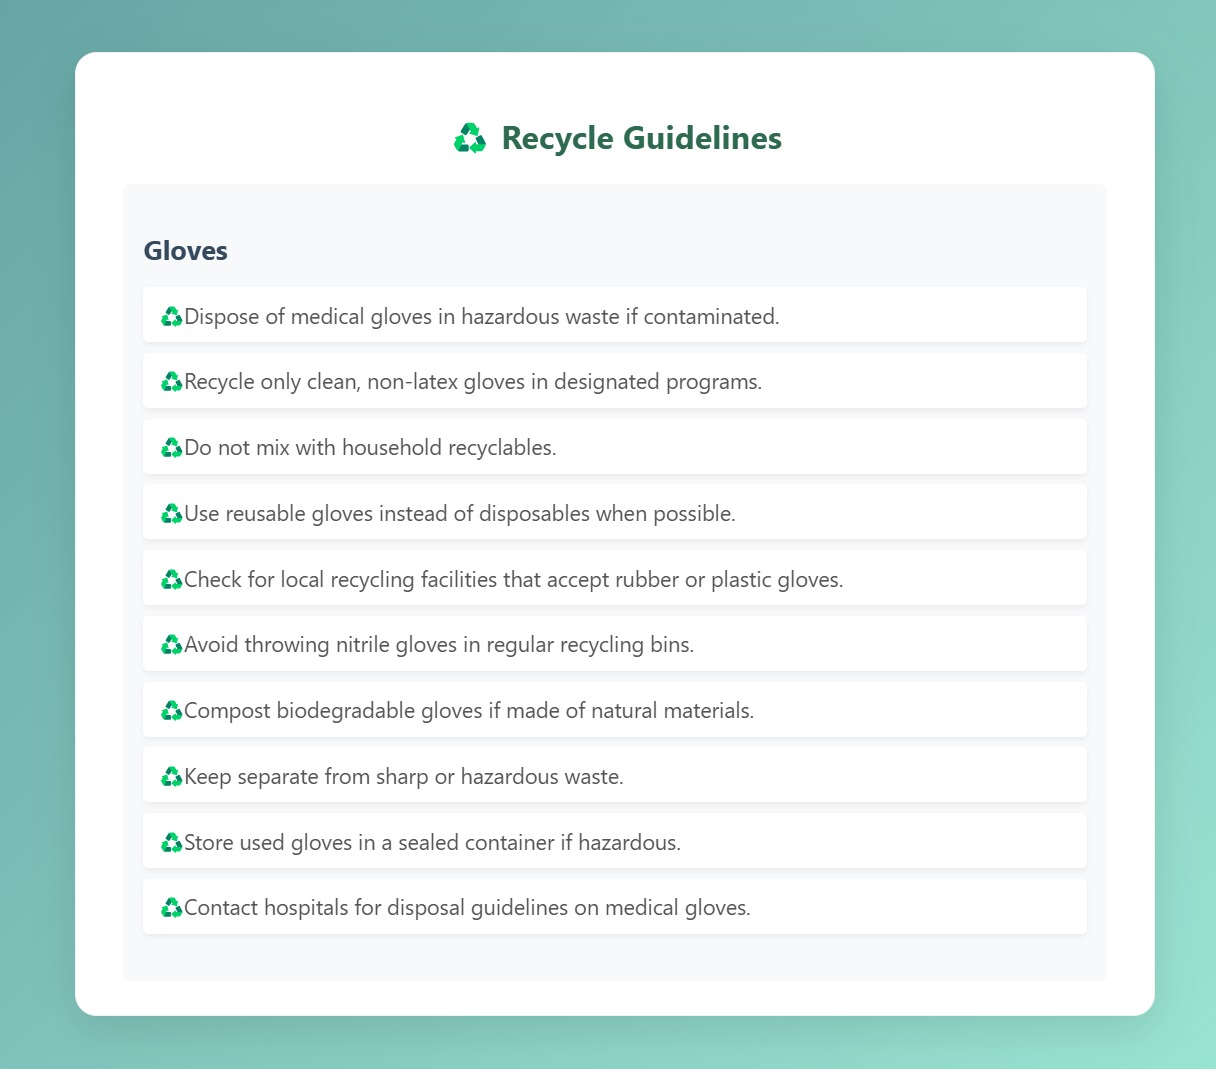 Recycle Guidelines
Gloves
Dispose of medical gloves in hazardous waste if contaminated.
Recycle only clean, non-latex gloves in designated programs.
Do not mix with household recyclables.
Use reusable gloves instead of disposables when possible.
Check for local recycling facilities that accept rubber or plastic gloves.
Avoid throwing nitrile gloves in regular recycling bins.
Compost biodegradable gloves if made of natural materials.
Keep separate from sharp or hazardous waste.
Store used gloves in a sealed container if hazardous.
Contact hospitals for disposal guidelines on medical gloves.